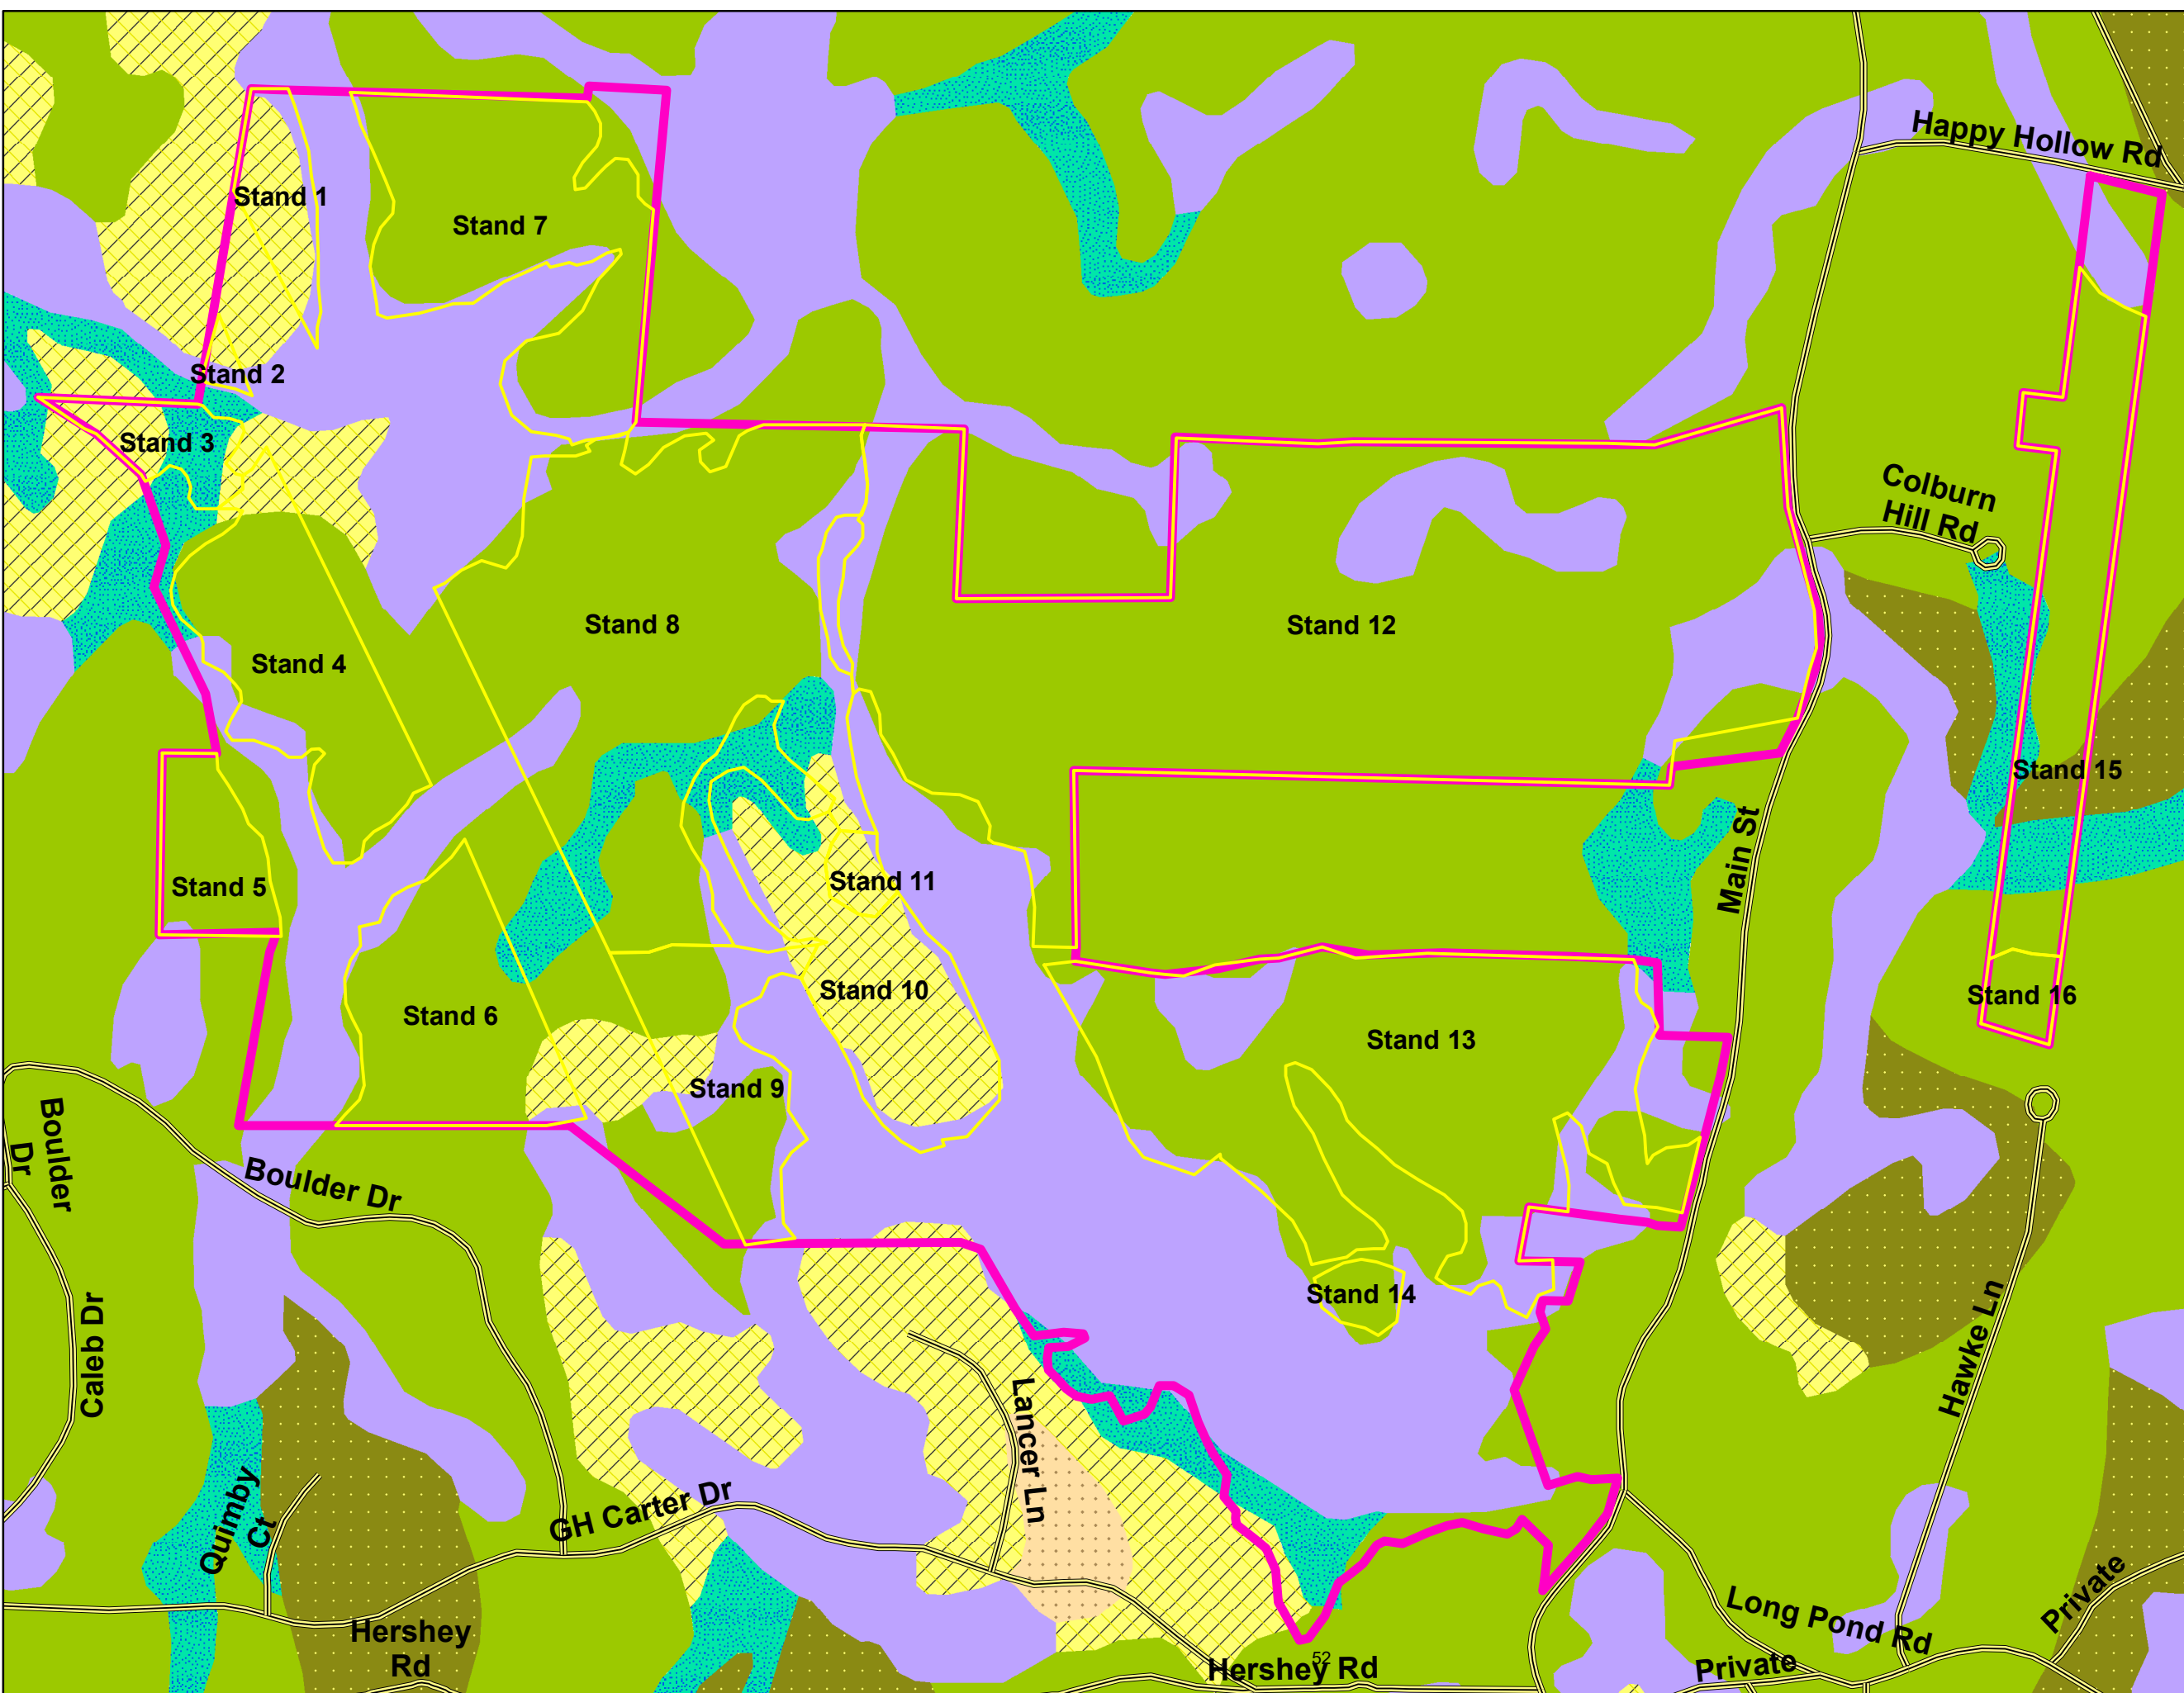 Happy Hollow Rd
Stand 1
Stand 7
Stand 2
Stand 3
Colburn
Hill Rd
Stand 8
Stand 12
Stand 4
Stand 15
Main St
Stand 5
Stand 11
Stand 10
Stand 16
Stand 6
Stand 13
Stand 9
Boulder
Dr
Boulder Dr
Stand 14
Caleb Dr
Hawke Ln
Lancer Ln
Quimby
Ct
GH Carter Dr
Long Pond Rd
Private
Hershey
Rd
52
Hershey Rd
Private